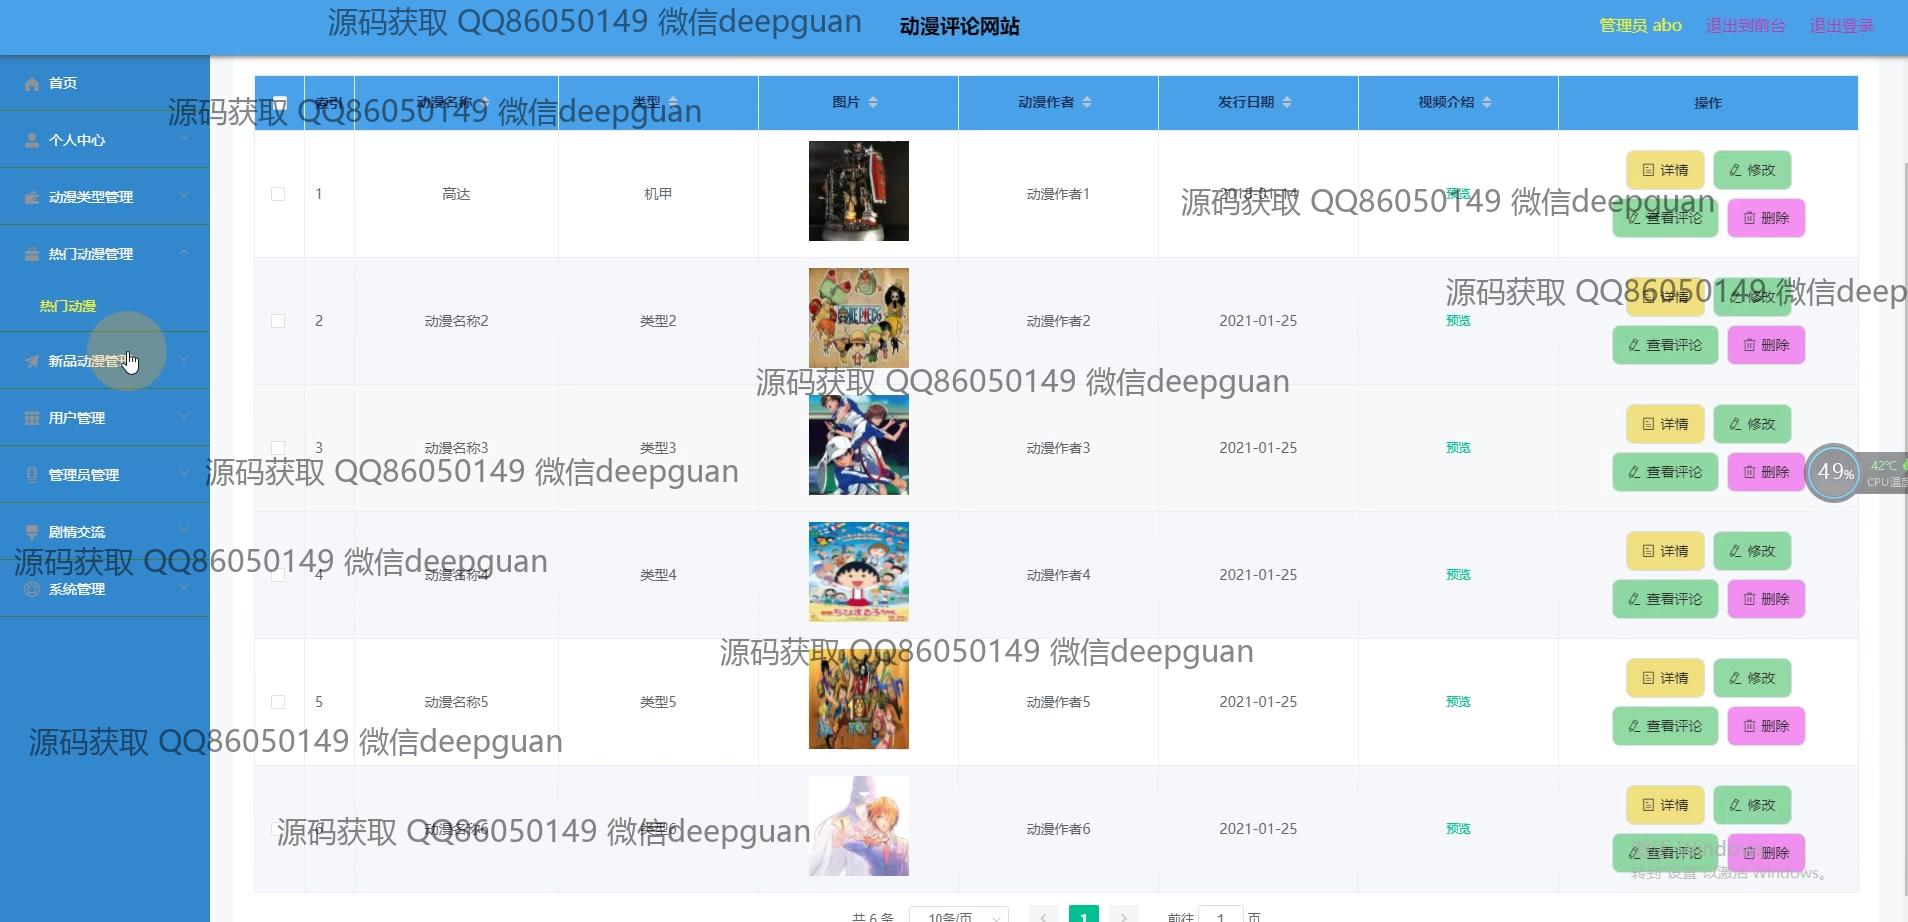 源码获取 QQ86050149 微信deepguan
动漫评论网站
管理员 abo 退出到前台 退出登录
首页
个人中心
动漫类型管理
热门动漫管理
热门动漫
新品动漫管理
用户管理
管理员管理
剧情交流
系统管理
索引 动漫名称 类型 图片 动漫作者 发行日期 视频介绍 操作
源码获取 QQ86050149 微信deepguan
1 高达 机甲 动漫作者1 2018-01-14 预览 详情 修改
查看评论 删除
源码获取 QQ86050149 微信deepguan
2 动漫名称2 类型2 动漫作者2 2021-01-25 预览 详情 修改
查看评论 删除
源码获取 QQ86050149 微信deep
ONE PIECE
源码获取 QQ86050149 微信deepguan
3 动漫名称3 类型3 动漫作者3 2021-01-25 预览 详情 修改
查看评论 删除
源码获取 QQ86050149 微信deepguan
49%
42℃
CPU温度
4 动漫名称4 类型4 动漫作者4 2021-01-25 预览 详情 修改
查看评论 删除
源码获取 QQ86050149 微信deepguan
源码获取 QQ86050149 微信deepguan
5 动漫名称5 类型5 动漫作者5 2021-01-25 预览 详情 修改
查看评论 删除
源码获取 QQ86050149 微信deepguan
6 动漫名称6 类型6 动漫作者6 2021-01-25 预览 详情 修改
查看评论 删除
源码获取 QQ86050149 微信deepguan
激活 Windows
转到"设置"以激活 Windows。
共 6 条 10条/页 1 前往 1 页